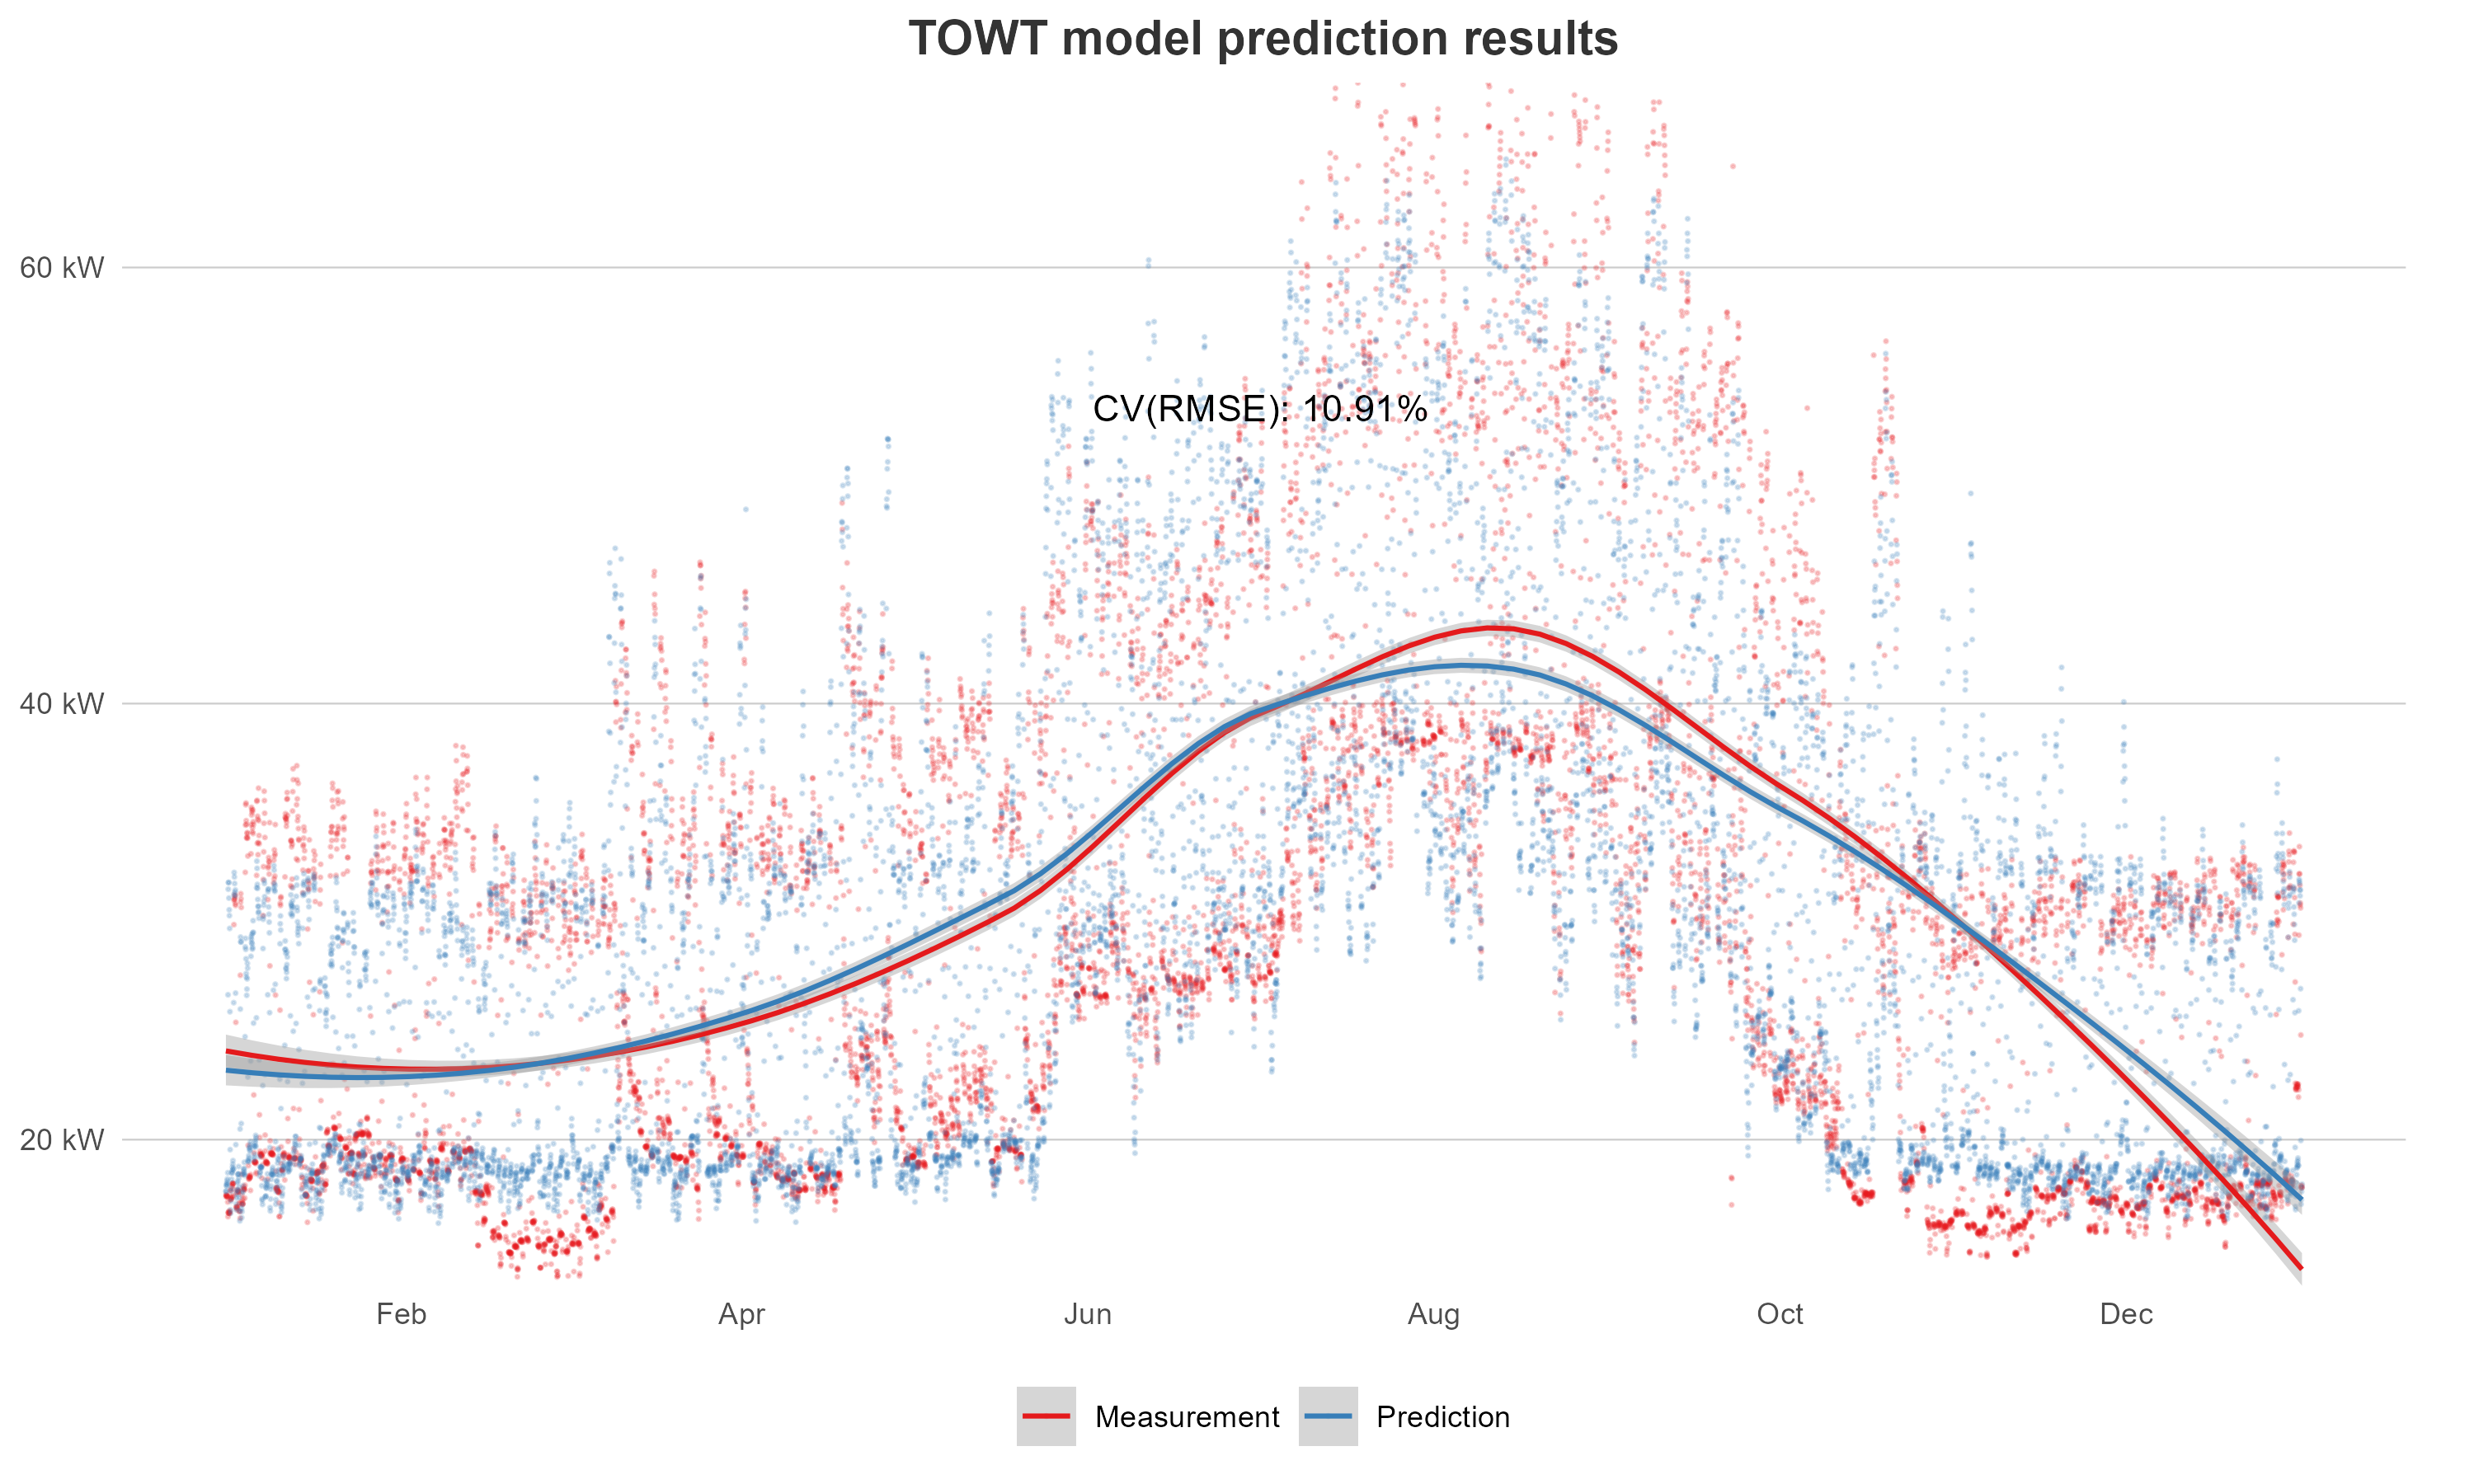 TOWT model prediction results
60 kW
CV(RMSE): 10.91%
40 kW
20 kW
Feb Apr Jun Aug Oct Dec
Measurement Prediction